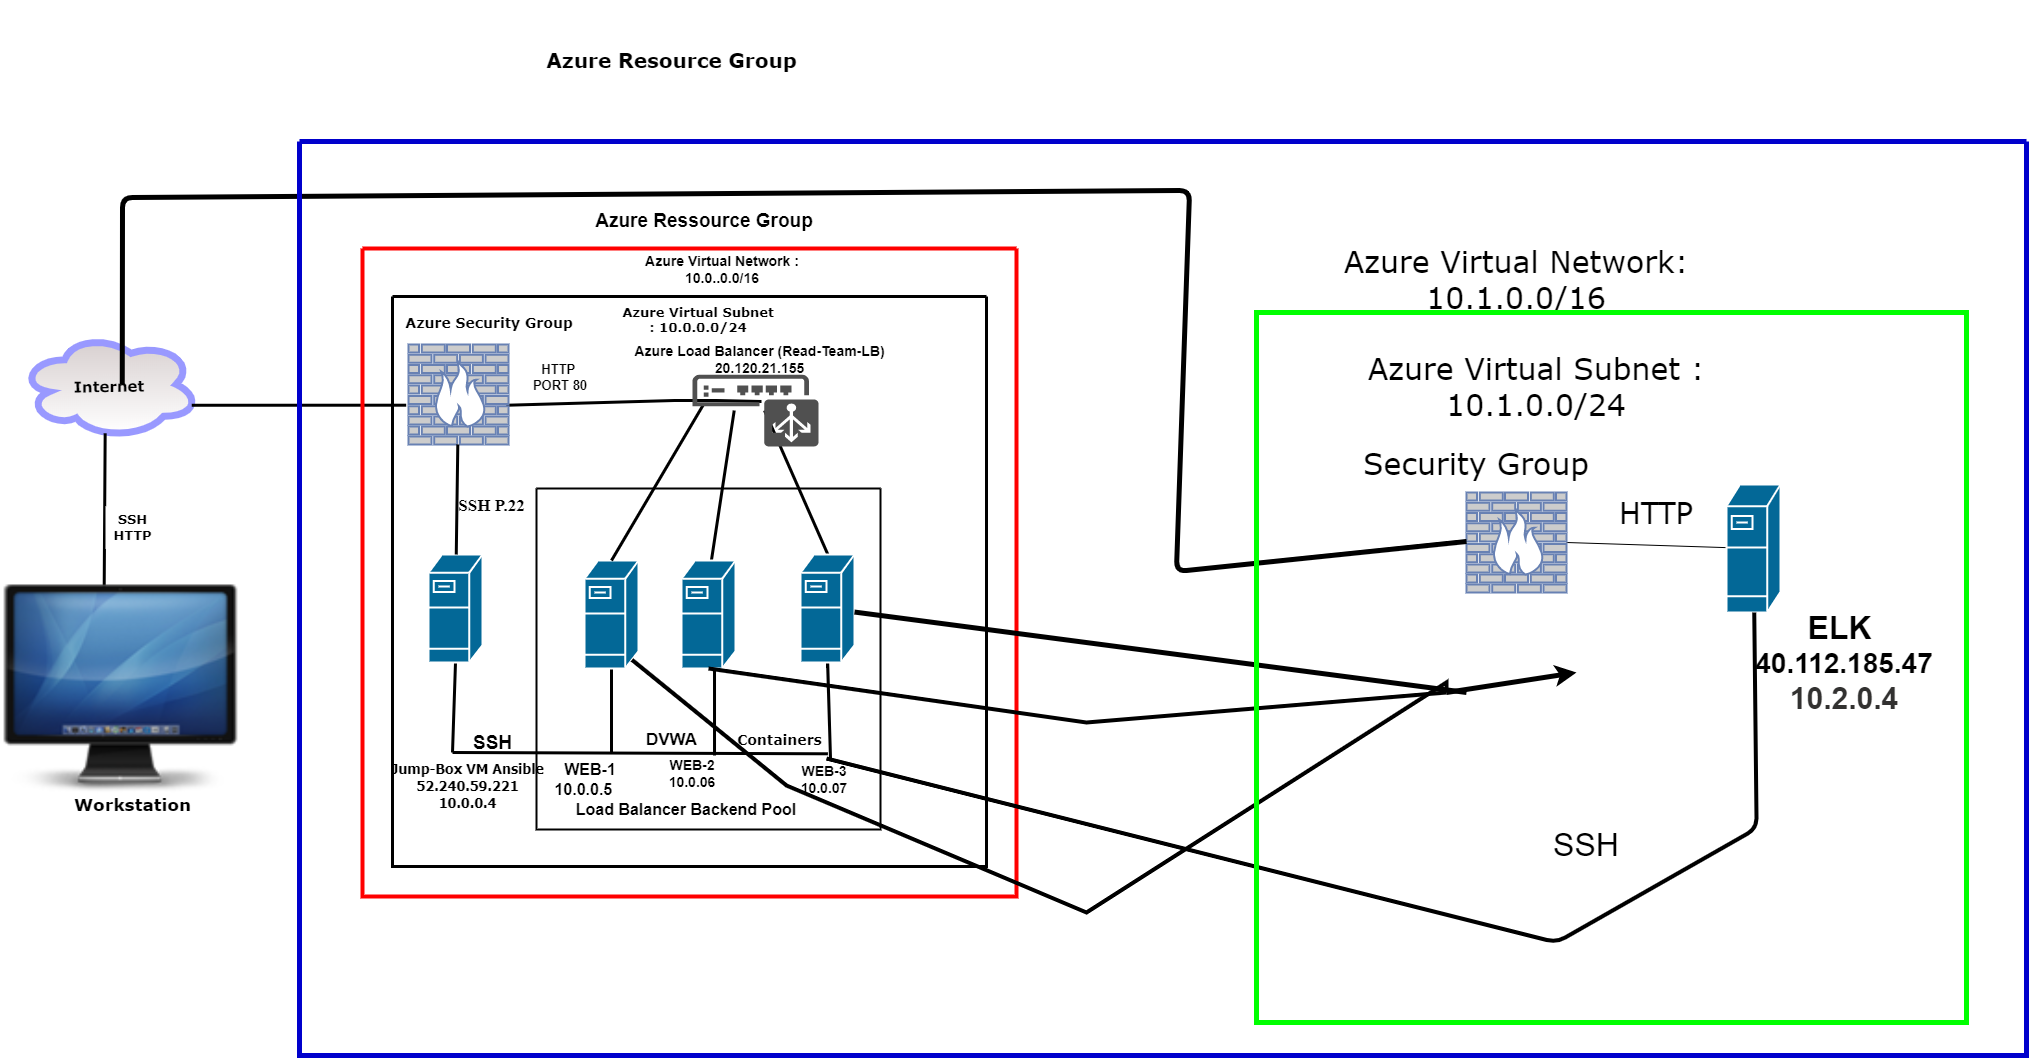 Azure Resource Group
Azure Ressource Group
Azure Virtual Network :
10.0..0.0/16
Azure Security Group
Azure Virtual Subnet
: 10.0.0.0/24
Azure Load Balancer (Read-Team-LB)
20.120.21.155
HTTP
PORT 80
Internet
SSH P.22
SSH
HTTP
Workstation
SSH
DVWA
Containers
Jump-Box VM Ansible
52.240.59.221
10.0.0.4
WEB-1
10.0.0.5
WEB-2
10.0.06
WEB-3
10.0.07
Load Balancer Backend Pool
Azure Virtual Network:
10.1.0.0/16
Azure Virtual Subnet :
10.1.0.0/24
Security Group
HTTP
ELK
40.112.185.47
10.2.0.4
SSH